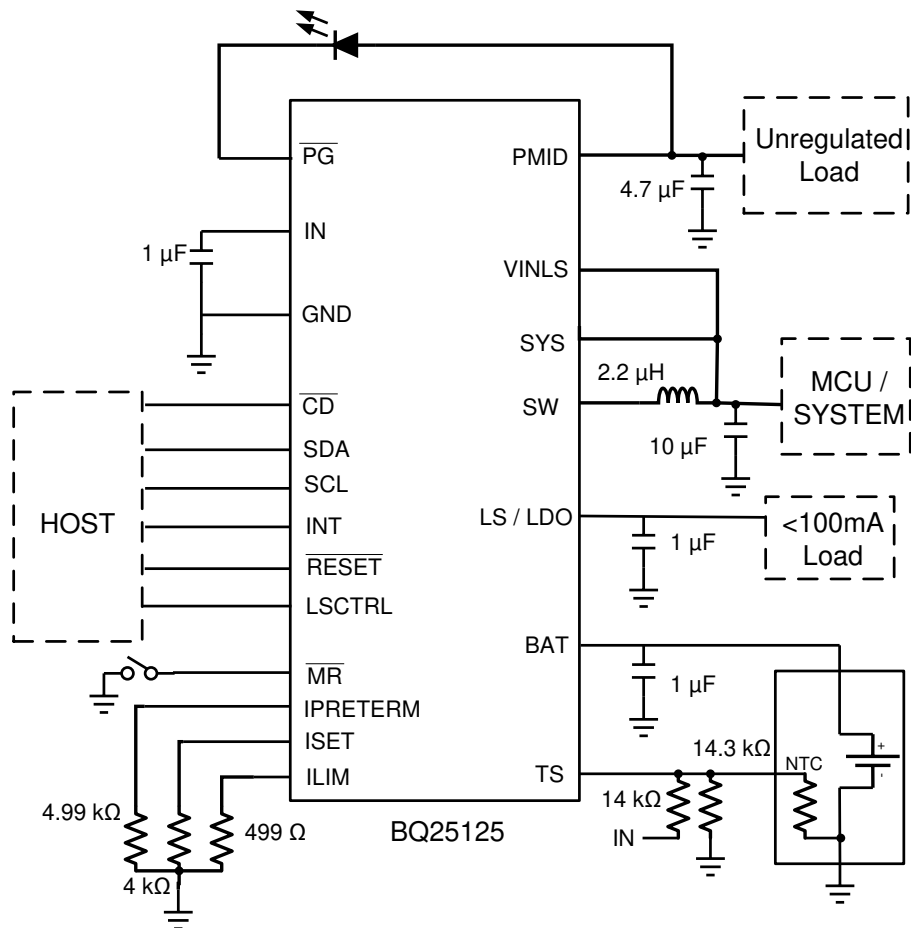 PG
PMID
Unregulated
Load
4.7 µF
IN
1 µF
VINLS
GND
SYS
2.2 µH
MCU /
SYSTEM
CD
SW
10 µF
SDA
SCL
HOST
INT
LS / LDO
<100mA
Load
1 µF
RESET
LSCTRL
BAT
MR
1 µF
IPRETERM
ISET
14.3 kΩ
NTC
+
-
ILIM
TS
4.99 kΩ
499 Ω
14 kΩ
BQ25125
IN
4 kΩ